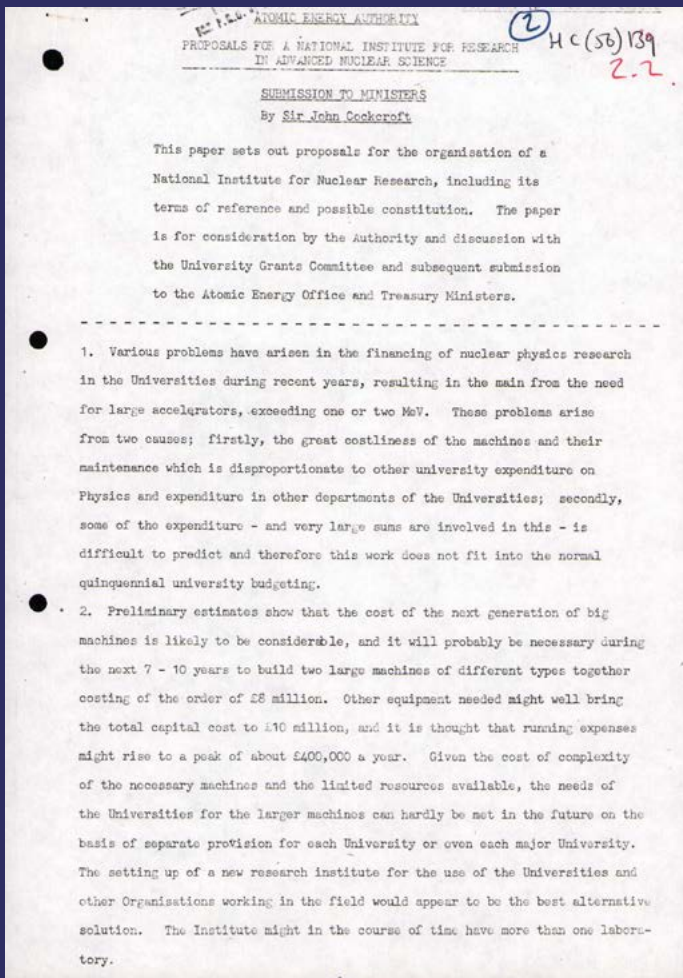 ATOMIC ENERGY AUTHORITY
2
HC(56)139
2.2.
PROPOSALS FOR A NATIONAL INSTITUTE FOR RESEARCH
IN ADVANCED NUCLEAR SCIENCE
SUBMISSION TO MINISTERS
By Sir John Cockcroft
This paper sets out proposals for the organisation of a
National Institute for Nuclear Research, including its
terms of reference and possible constitution. The paper
is for consideration by the Authority and discussion with
the University Grants Committee and subsequent submission
to the Atomic Energy Office and Treasury Ministers.
1. Various problems have arisen in the financing of nuclear physics research
in the Universities during recent years, resulting in the main from the need
for large accelerators, exceeding one or two MeV. These problems arise
from two causes; firstly, the great costliness of the machines and their
maintenance which is disproportionate to other university expenditure on
Physics and expenditure in other departments of the Universities; secondly,
some of the expenditure - and very large sums are involved in this - is
difficult to predict and therefore this work does not fit into the normal
quinquennial university budgeting.
2. Preliminary estimates show that the cost of the next generation of big
machines is likely to be considerable, and it will probably be necessary during
the next 7 - 10 years to build two large machines of different types together
costing of the order of £8 million. Other equipment needed might well bring
the total capital cost to £10 million, and it is thought that running expenses
might rise to a peak of about £400,000 a year. Given the cost of complexity
of the necessary machines and the limited resources available, the needs of
the Universities for the larger machines can hardly be met in the future on the
basis of separate provision for each University or even each major University.
The setting up of a new research institute for the use of the Universities and
other Organisations working in the field would appear to be the best alternative
solution. The Institute might in the course of time have more than one labora-
tory.